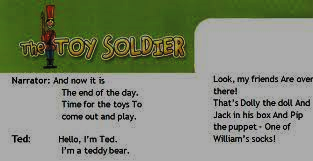 The TOY SOLDIER
Narrator: And now it is
The end of the day.
Time for the toys To
come out and play.
Ted: Hello, I'm Ted.
I'm a teddy bear.
Look, my friends Are over
there!
That's Dolly the doll And
Jack in his box And Pip
the puppet - One of
William's socks!